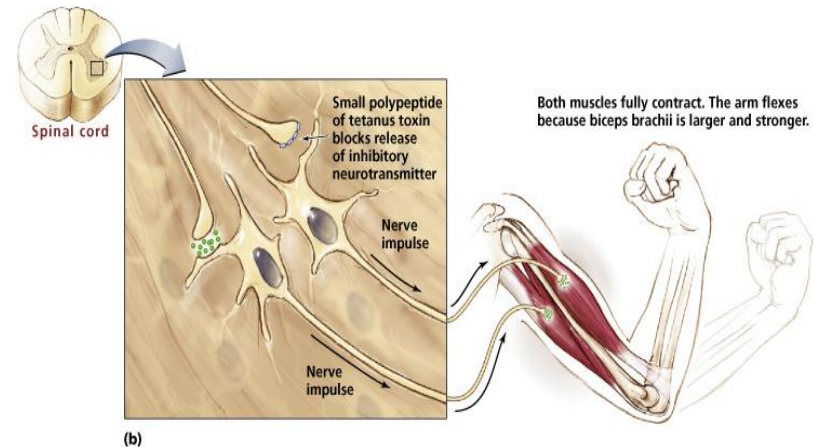 Spinal cord
Small polypeptide
of tetanus toxin
blocks release
of inhibitory
neurotransmitter
Nerve
impulse
Nerve
impulse
Both muscles fully contract. The arm flexes
because biceps brachii is larger and stronger.
(b)